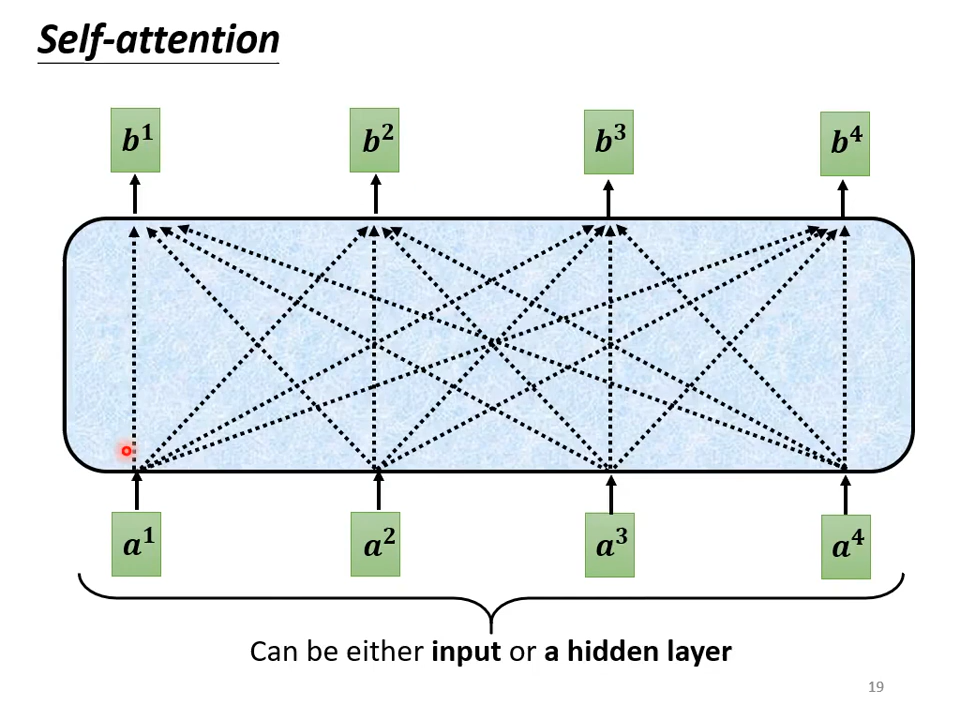 Self-attention
b¹ b² b³ b⁴
a¹ a² a³ a⁴
Can be either input or a hidden layer
19